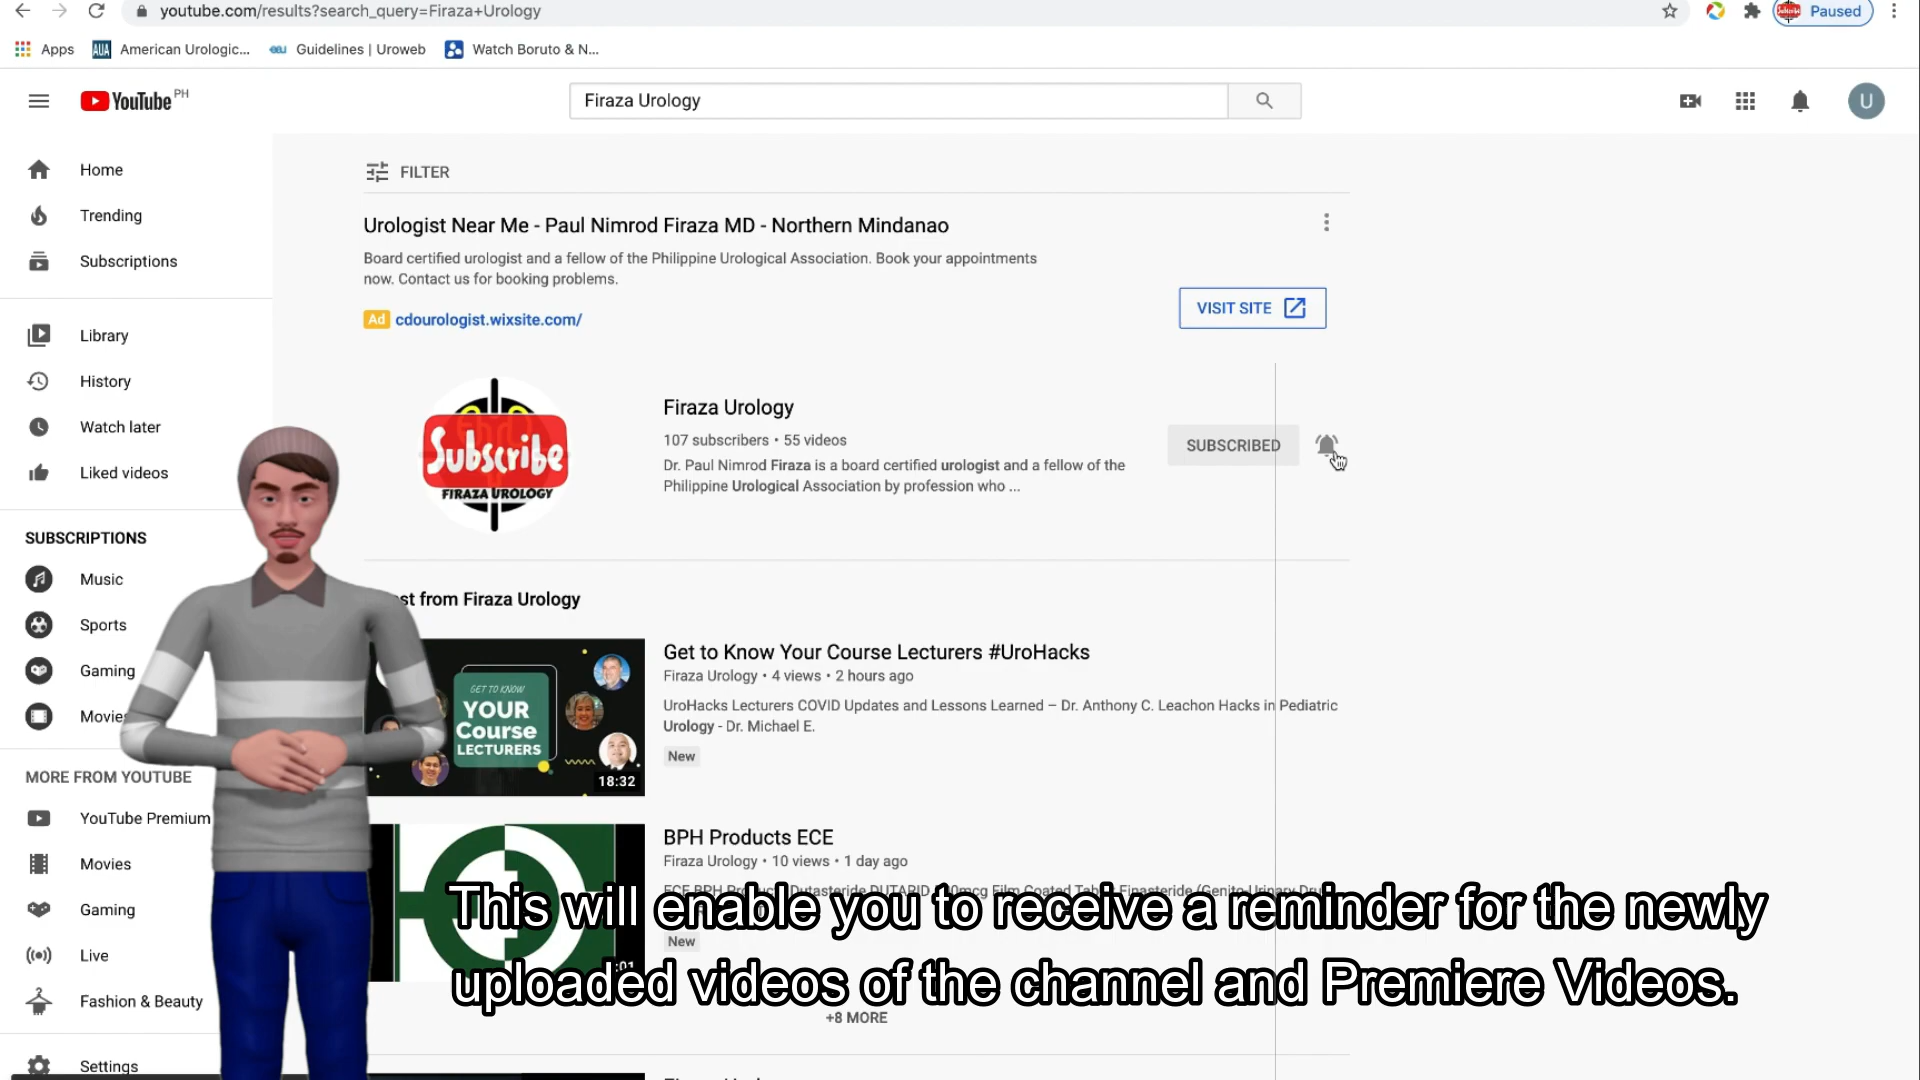 youtube.com/results?search_query=Firaza+Urology
Paused
Apps
AUA American Urologic...
Guidelines | Uroweb
Watch Boruto & N...
YouTube PH
Firaza Urology
U
Home
Trending
Subscriptions
Library
History
Watch later
Liked videos
SUBSCRIPTIONS
Music
Sports
Gaming
Movie
MORE FROM YOUTUBE
YouTube Premium
Movies
Gaming
Live
Fashion & Beauty
Settings
FILTER
Urologist Near Me - Paul Nimrod Firaza MD - Northern Mindanao
Board certified urologist and a fellow of the Philippine Urological Association. Book your appointments
now. Contact us for booking problems.
Ad cdourologist.wixsite.com/
VISIT SITE
Subscribe
FIRAZA UROLOGY
Firaza Urology
107 subscribers • 55 videos
Dr. Paul Nimrod Firaza is a board certified urologist and a fellow of the
Philippine Urological Association by profession who ...
SUBSCRIBED
st from Firaza Urology
GET TO KNOW
YOUR
Course
LECTURERS
18:32
Get to Know Your Course Lecturers #UroHacks
Firaza Urology • 4 views • 2 hours ago
UroHacks Lecturers COVID Updates and Lessons Learned – Dr. Anthony C. Leachon Hacks in Pediatric
Urology - Dr. Michael E.
New
BPH Products ECE
Firaza Urology • 10 views • 1 day ago
New
This will enable you to receive a reminder for the newly
uploaded videos of the channel and Premiere Videos.
+8 MORE